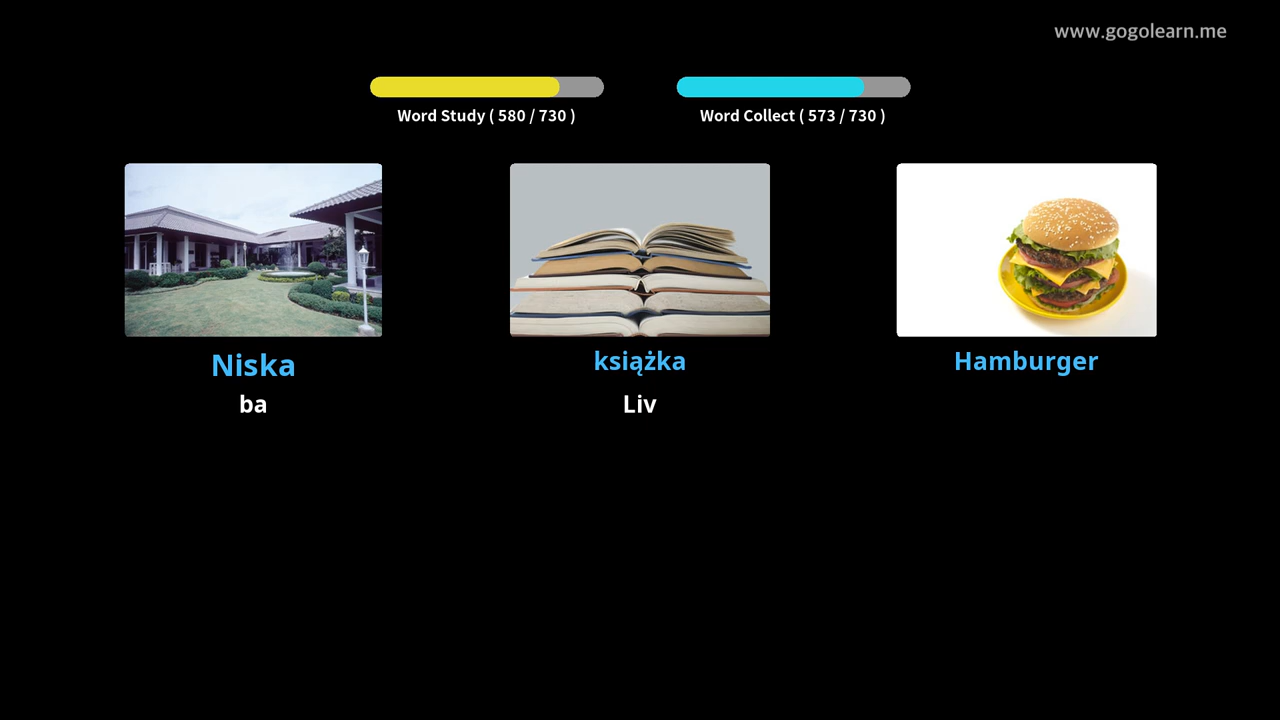 www.gogolearn.me
Word Study ( 580 / 730 )
Word Collect ( 573 / 730 )
Niska
książka
Hamburger
ba
Liv